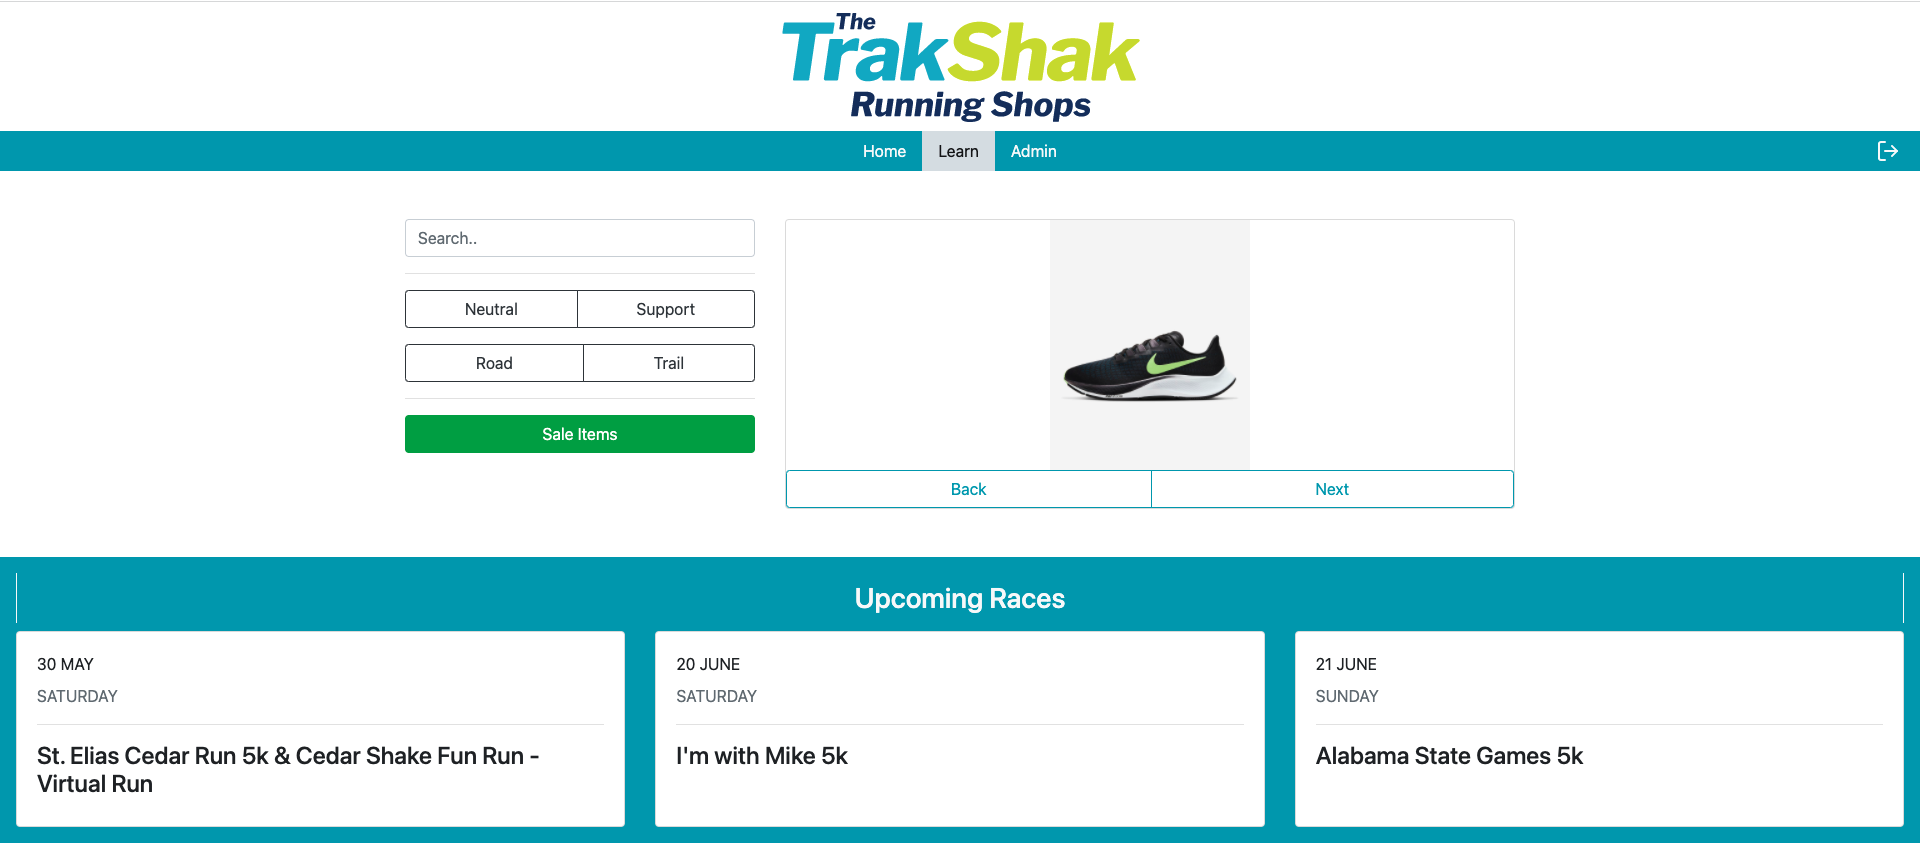 The
TrakShak
Running Shops
Home Learn Admin
Search..
Neutral Support
Road Trail
Sale Items
Back Next
Upcoming Races
30 MAY
SATURDAY
St. Elias Cedar Run 5k & Cedar Shake Fun Run -
Virtual Run
20 JUNE
SATURDAY
I'm with Mike 5k
21 JUNE
SUNDAY
Alabama State Games 5k